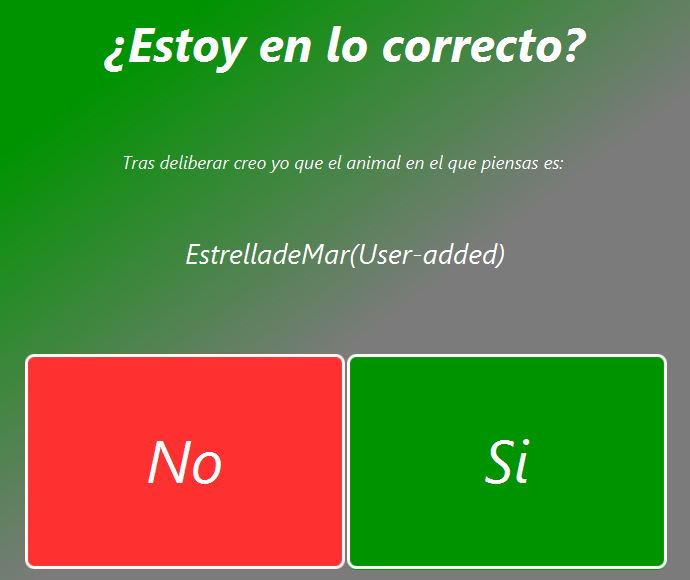 ¿Estoy en lo correcto?
Tras deliberar creo yo que el animal en el que piensas es:
EstrelladeMar(User-added)
No
Si